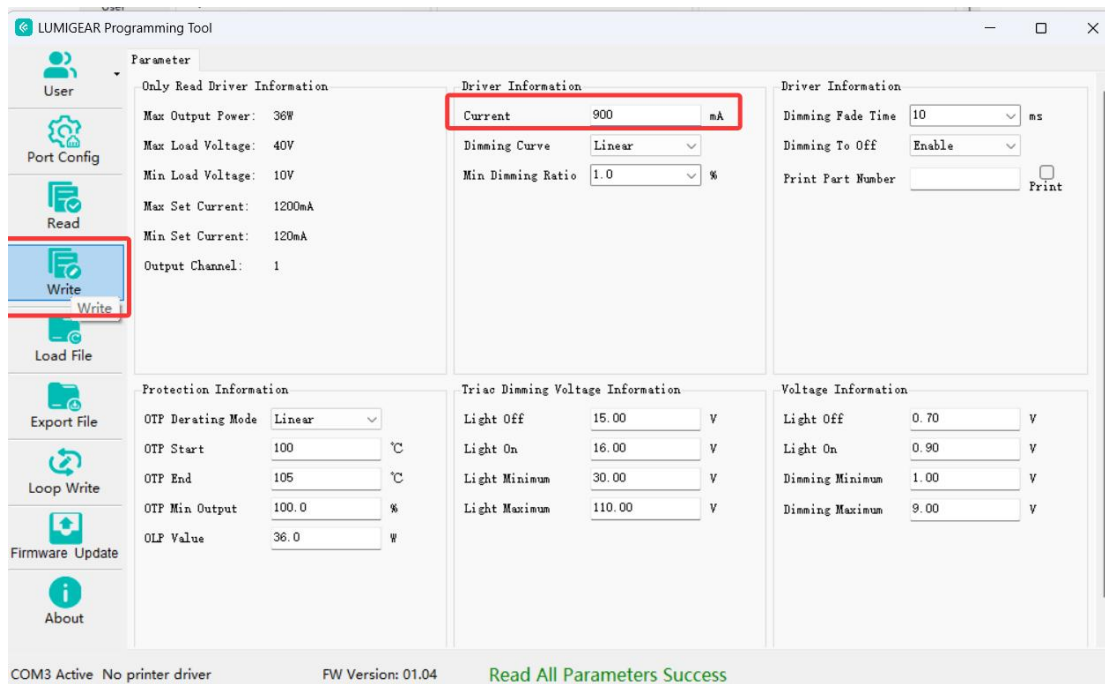 LUMIGEAR Programming Tool
User
Port Config
Read
Write
Write
Load File
Export File
Loop Write
Firmware Update
About
Parameter
Only Read Driver Information
Max Output Power: 36W
Max Load Voltage: 40V
Min Load Voltage: 10V
Max Set Current: 1200mA
Min Set Current: 120mA
Output Channel: 1
Driver Information
Current 900 mA
Dimming Curve Linear
Min Dimming Ratio 1.0 %
Driver Information
Dimming Fade Time 10 ms
Dimming To Off Enable
Print Part Number Print
Protection Information
OTP Derating Mode Linear
OTP Start 100 ℃
OTP End 105 ℃
OTP Min Output 100.0 %
OLP Value 36.0 W
Triac Dimming Voltage Information
Light Off 15.00 V
Light On 16.00 V
Light Minimum 30.00 V
Light Maximum 110.00 V
Voltage Information
Light Off 0.70 V
Light On 0.90 V
Dimming Minimum 1.00 V
Dimming Maximum 9.00 V
COM3 Active No printer driver FW Version: 01.04 Read All Parameters Success